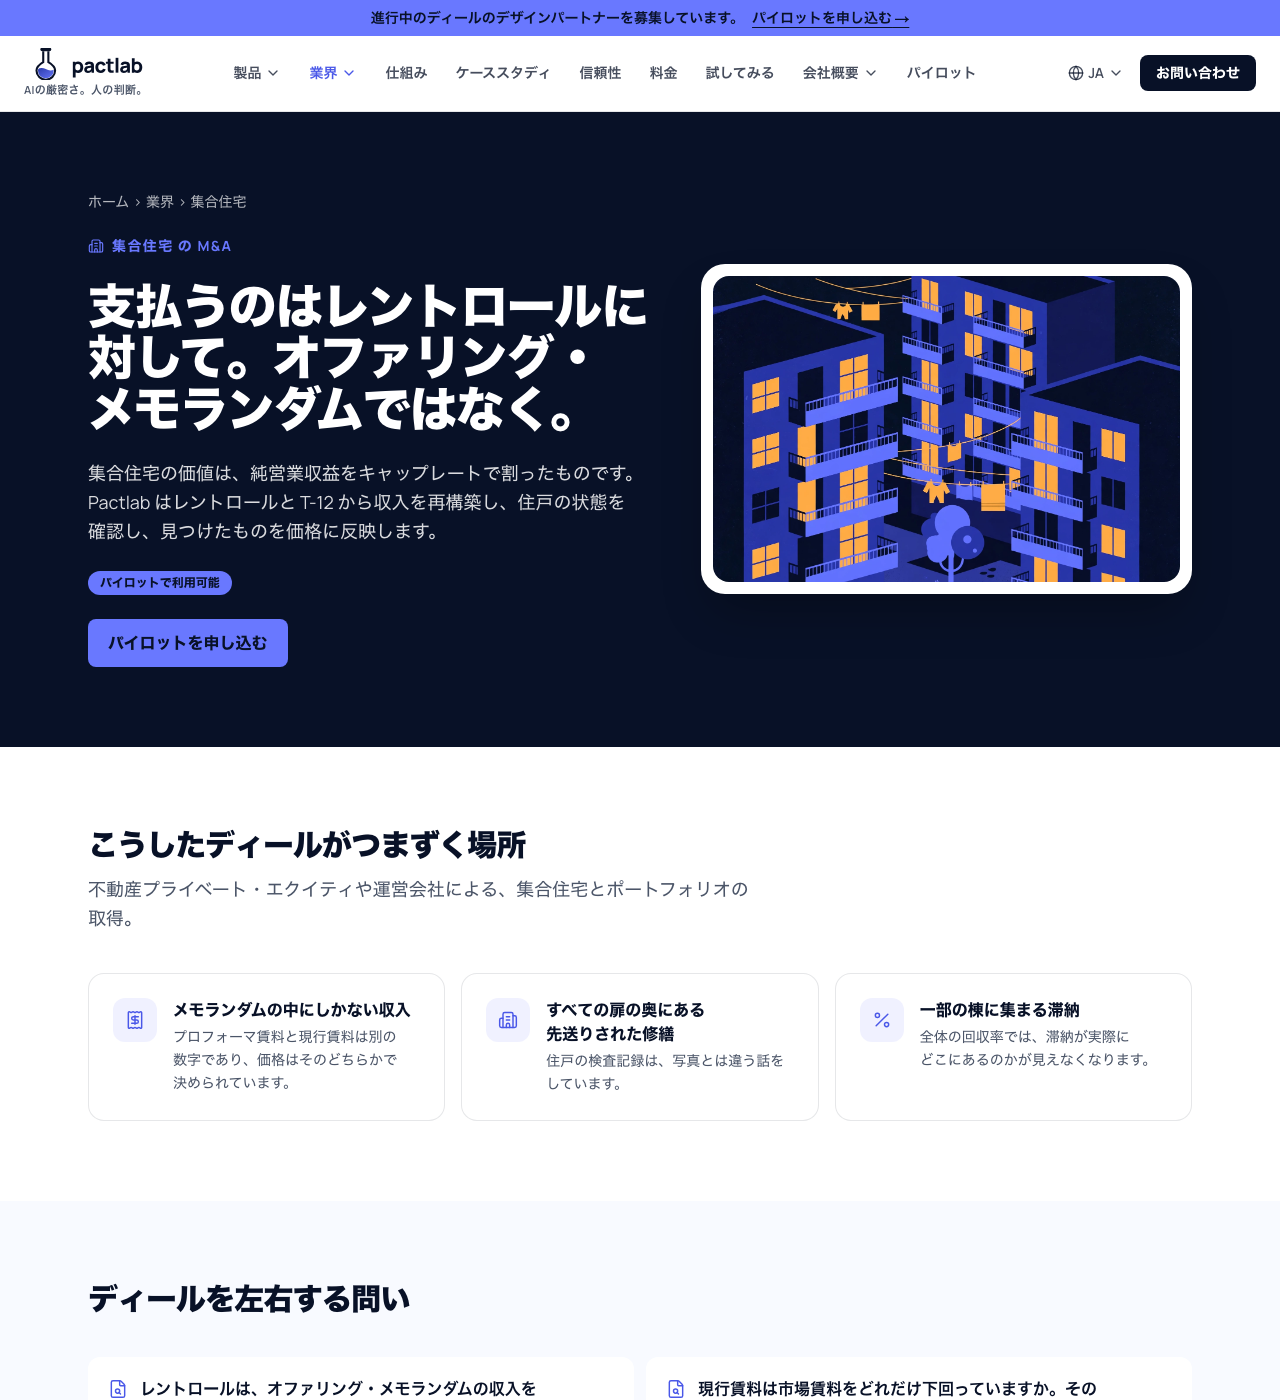 進行中のディールのデザインパートナーを募集しています。 パイロットを申し込む →
pactlab
AIの厳密さ。人の判断。
製品 業界 仕組み ケーススタディ 信頼性 料金 試してみる 会社概要 パイロット JA お問い合わせ
ホーム › 業界 › 集合住宅
集合住宅 の M&A
支払うのはレントロールに
対して。オファリング・
メモランダムではなく。
集合住宅の価値は、純営業収益をキャップレートで割ったものです。
Pactlab はレントロールと T-12 から収入を再構築し、住戸の状態を
確認し、見つけたものを価格に反映します。
パイロットで利用可能
パイロットを申し込む
こうしたディールがつまずく場所
不動産プライベート・エクイティや運営会社による、集合住宅とポートフォリオの
取得。
メモランダムの中にしかない収入
プロフォーマ賃料と現行賃料は別の
数字であり、価格はそのどちらかで
決められています。
すべての扉の奥にある
先送りされた修繕
住戸の検査記録は、写真とは違う話を
しています。
一部の棟に集まる滞納
全体の回収率では、滞納が実際に
どこにあるのかが見えなくなります。
ディールを左右する問い
レントロールは、オファリング・メモランダムの収入を
現行賃料は市場賃料をどれだけ下回っていますか。その